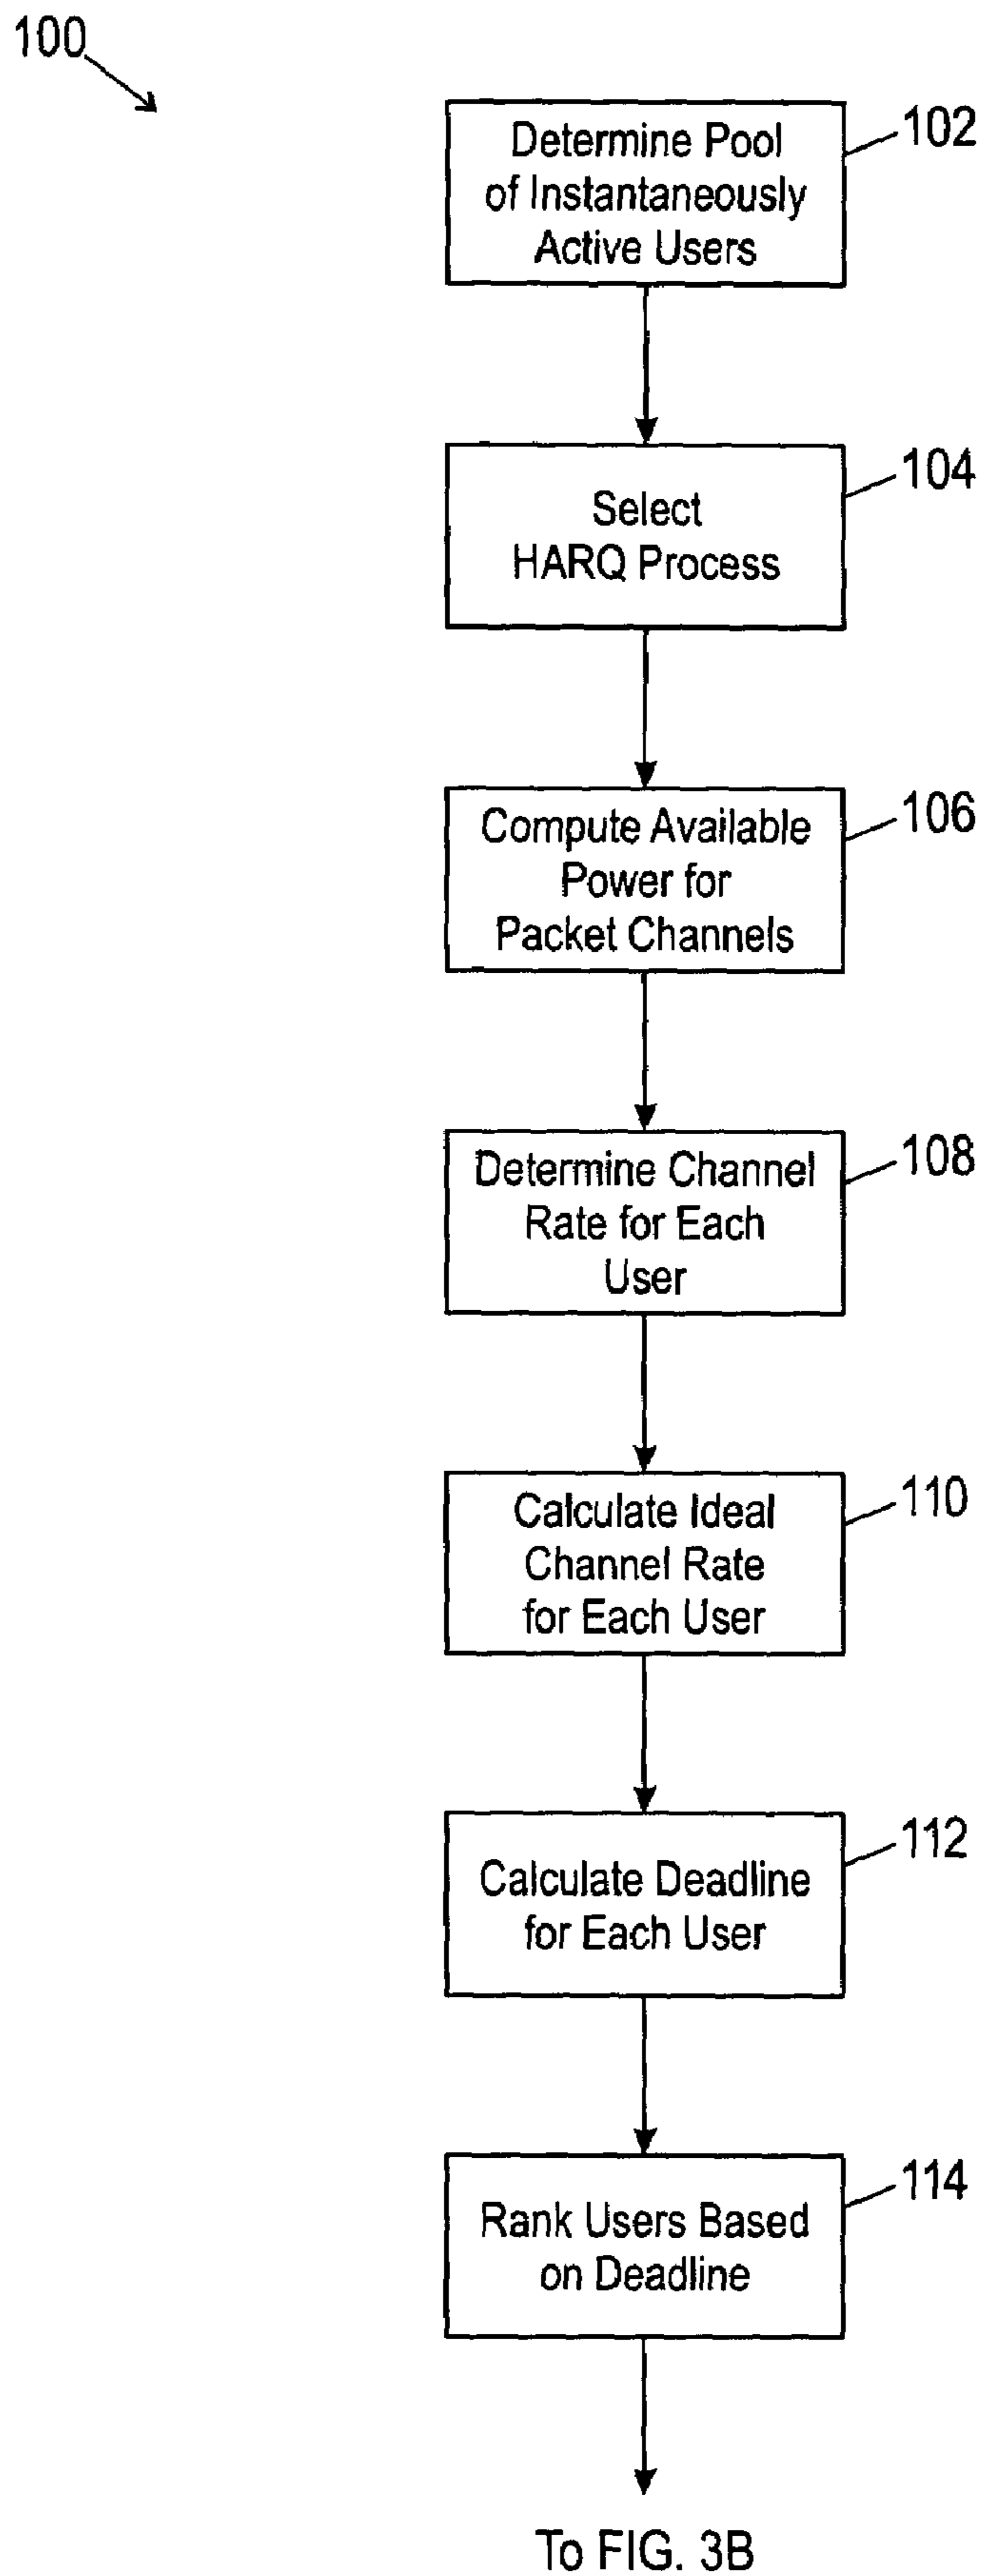 100
Determine Pool
of Instantaneously
Active Users
102
Select
HARQ Process
104
Compute Available
Power for
Packet Channels
106
Determine Channel
Rate for Each
User
108
Calculate Ideal
Channel Rate
for Each User
110
Calculate Deadline
for Each User
112
Rank Users Based
on Deadline
114
To FIG. 3B